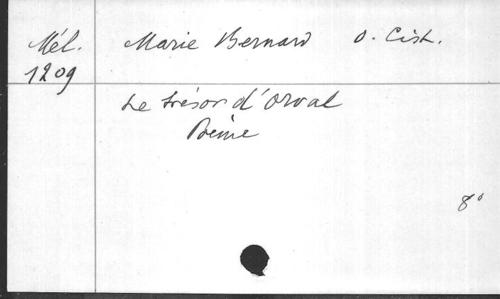 Mél. Marie Bernard O. Cist.
1209
Le trésor d'Orval
Poème
8°